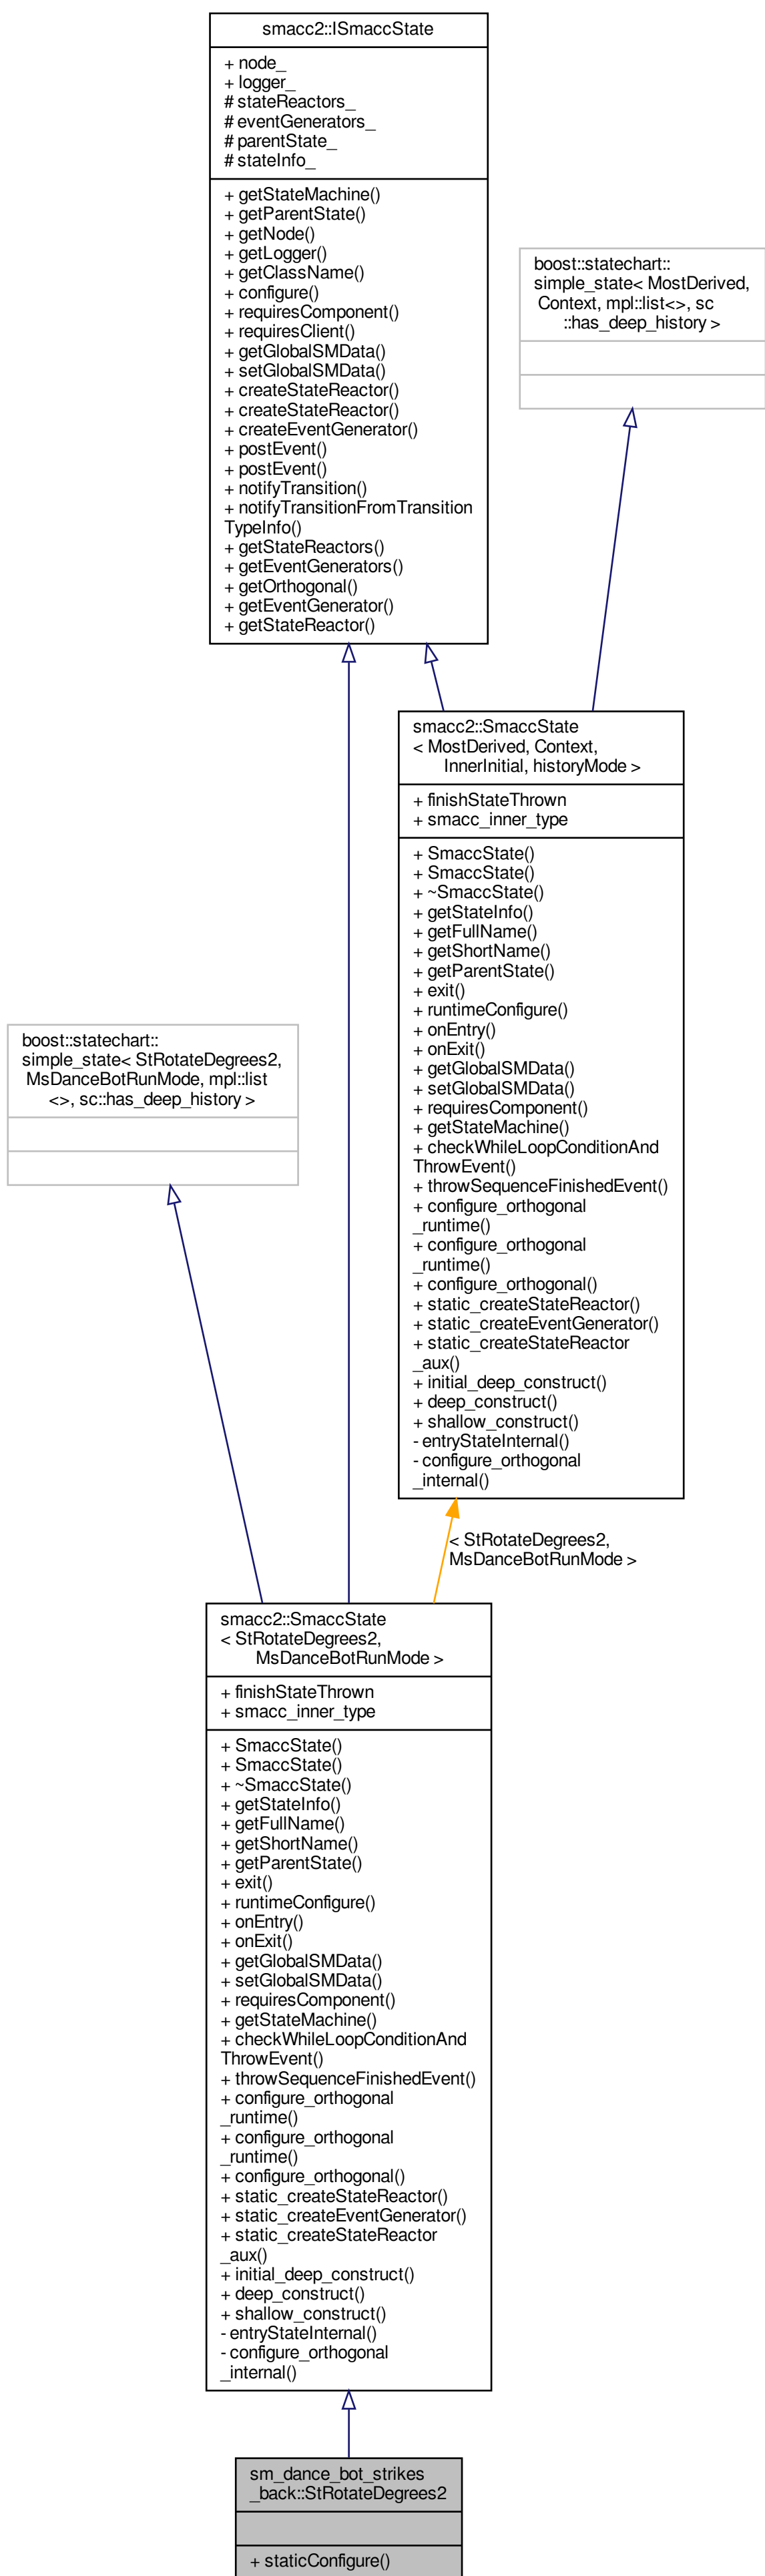 smacc2::ISmaccState
+ node_
+ logger_
# stateReactors_
# eventGenerators_
# parentState_
# stateInfo_
+ getStateMachine()
+ getParentState()
+ getNode()
+ getLogger()
+ getClassName()
+ configure()
+ requiresComponent()
+ requiresClient()
+ getGlobalSMData()
+ setGlobalSMData()
+ createStateReactor()
+ createStateReactor()
+ createEventGenerator()
+ postEvent()
+ postEvent()
+ notifyTransition()
+ notifyTransitionFromTransition
TypeInfo()
+ getStateReactors()
+ getEventGenerators()
+ getOrthogonal()
+ getEventGenerator()
+ getStateReactor()
boost::statechart::
simple_state< MostDerived,
Context, mpl::list<>, sc
::has_deep_history >
smacc2::SmaccState
< MostDerived, Context,
InnerInitial, historyMode >
+ finishStateThrown
+ smacc_inner_type
+ SmaccState()
+ SmaccState()
+ ~SmaccState()
+ getStateInfo()
+ getFullName()
+ getShortName()
+ getParentState()
+ exit()
+ runtimeConfigure()
+ onEntry()
+ onExit()
+ getGlobalSMData()
+ setGlobalSMData()
+ requiresComponent()
+ getStateMachine()
+ checkWhileLoopConditionAnd
ThrowEvent()
+ throwSequenceFinishedEvent()
+ configure_orthogonal
_runtime()
+ configure_orthogonal
_runtime()
+ configure_orthogonal()
+ static_createStateReactor()
+ static_createEventGenerator()
+ static_createStateReactor
_aux()
+ initial_deep_construct()
+ deep_construct()
+ shallow_construct()
- entryStateInternal()
- configure_orthogonal
_internal()
boost::statechart::
simple_state< StRotateDegrees2,
MsDanceBotRunMode, mpl::list
<>, sc::has_deep_history >
< StRotateDegrees2,
MsDanceBotRunMode >
smacc2::SmaccState
< StRotateDegrees2,
MsDanceBotRunMode >
+ finishStateThrown
+ smacc_inner_type
+ SmaccState()
+ SmaccState()
+ ~SmaccState()
+ getStateInfo()
+ getFullName()
+ getShortName()
+ getParentState()
+ exit()
+ runtimeConfigure()
+ onEntry()
+ onExit()
+ getGlobalSMData()
+ setGlobalSMData()
+ requiresComponent()
+ getStateMachine()
+ checkWhileLoopConditionAnd
ThrowEvent()
+ throwSequenceFinishedEvent()
+ configure_orthogonal
_runtime()
+ configure_orthogonal
_runtime()
+ configure_orthogonal()
+ static_createStateReactor()
+ static_createEventGenerator()
+ static_createStateReactor
_aux()
+ initial_deep_construct()
+ deep_construct()
+ shallow_construct()
- entryStateInternal()
- configure_orthogonal
_internal()
sm_dance_bot_strikes
_back::StRotateDegrees2
+ staticConfigure()